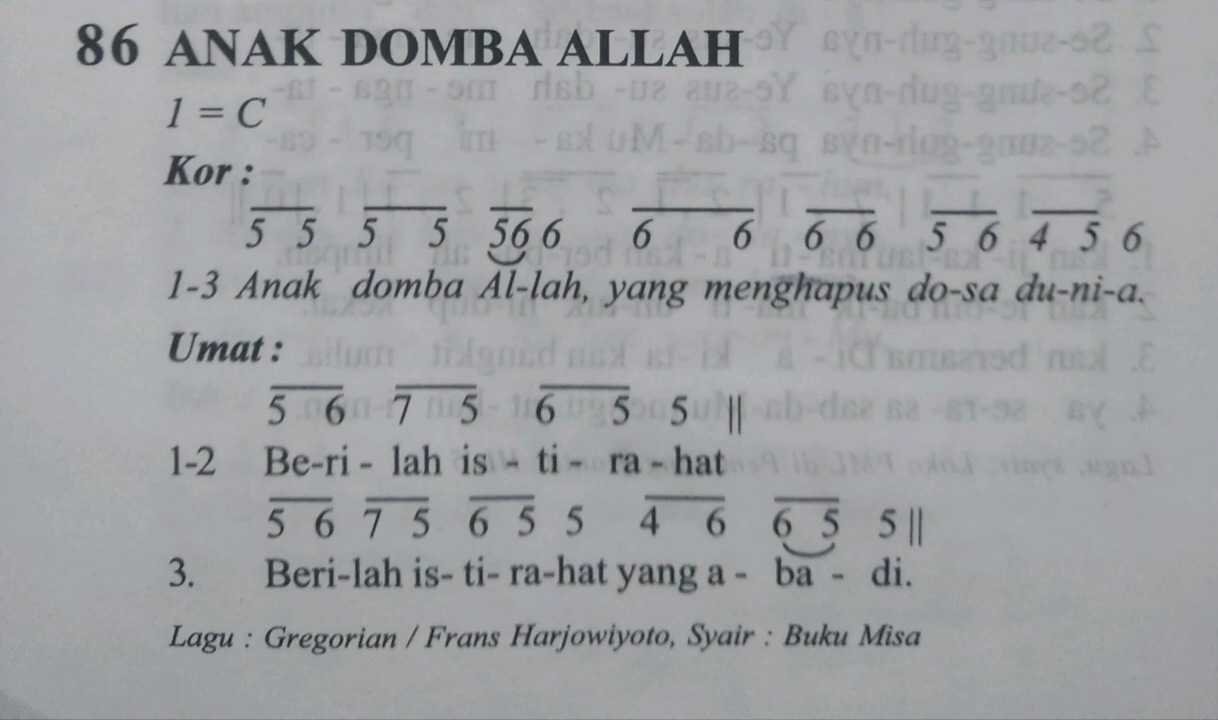 86 ANAK DOMBA ALLAH
1 = C
Kor :
5 5 5 5 56 6 6 6 6 6 5 6 4 5 6
1-3 Anak domba Al-lah, yang menghapus do-sa du-ni-a.
Umat :
5 6 7 5 6 5 5 ||
1-2 Be-ri - lah is - ti - ra - hat
5 6 7 5 6 5 5 4 6 6 5 5 ||
3. Beri-lah is- ti- ra-hat yang a - ba - di.
Lagu : Gregorian / Frans Harjowiyoto, Syair : Buku Misa